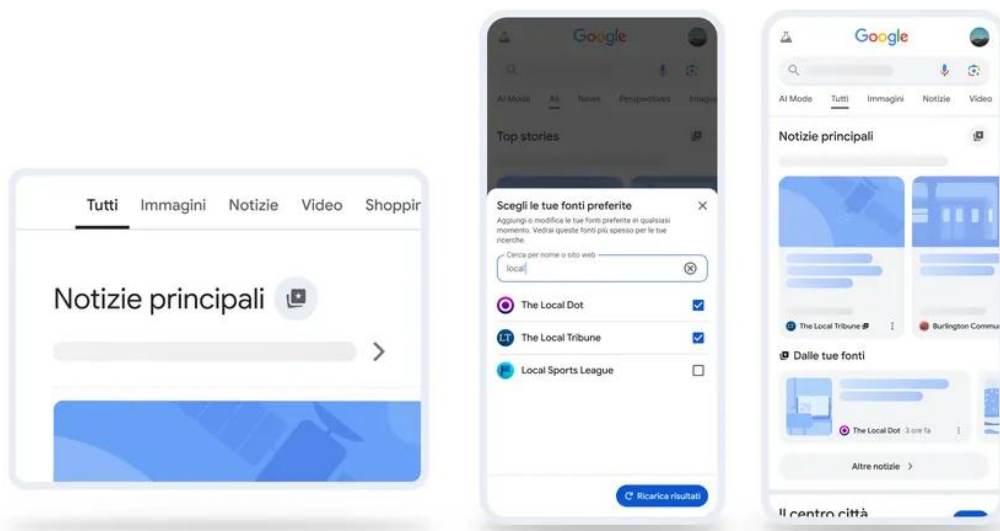 Tutti Immagini Notizie Video Shoppin
Notizie principali
Google
AI Mode All News Perspectives Images
Top stories
Scegli le tue fonti preferite
Aggiungi o modifica le tue fonti preferite in qualsiasi
momento. Vedrai queste fonti più spesso per le tue
ricerche.
Cerca per nome o sito web
local
The Local Dot
LT The Local Tribune
Local Sports League
Ricarica risultati
Google
AI Mode Tutti Immagini Notizie Video
Notizie principali
The Local Tribune
Burlington Commu
Dalle tue fonti
The Local Dot 3 ore fa
Altre notizie
Il centro città